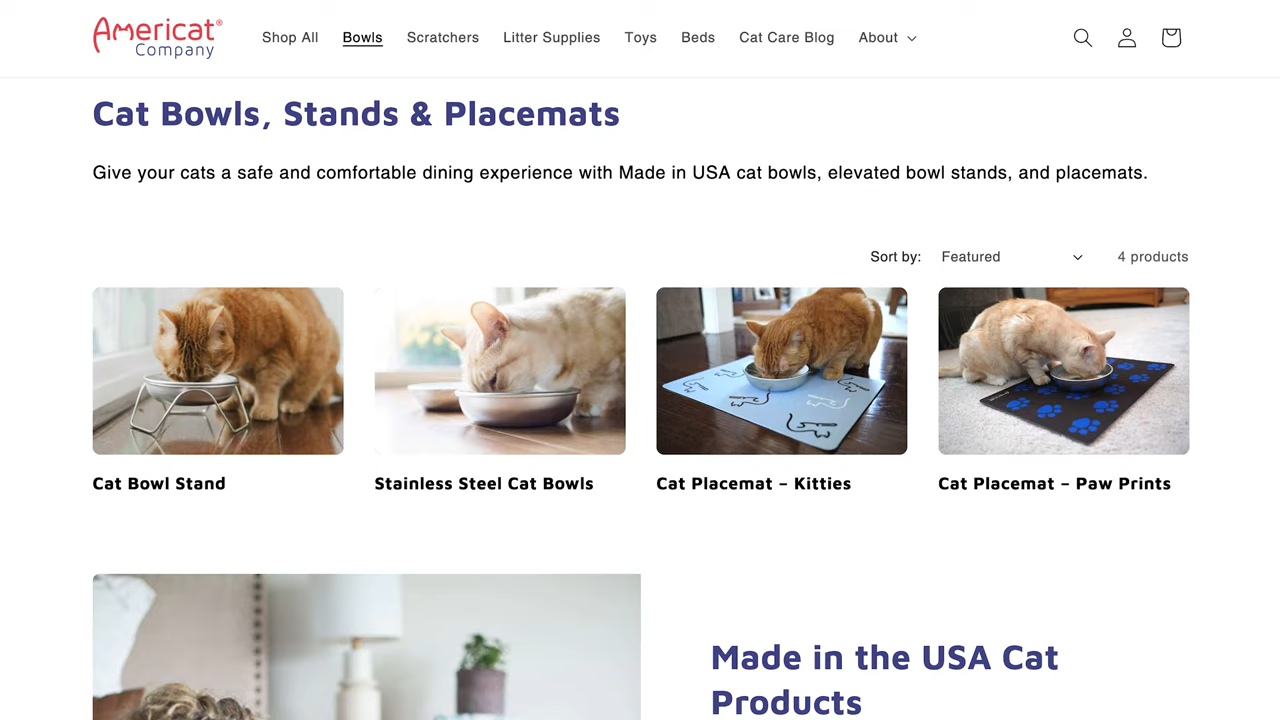 Americat®
Company
Shop All
Bowls
Scratchers
Litter Supplies
Toys
Beds
Cat Care Blog
About
Cat Bowls, Stands & Placemats
Give your cats a safe and comfortable dining experience with Made in USA cat bowls, elevated bowl stands, and placemats.
Sort by:
Featured
4 products
Cat Bowl Stand
Stainless Steel Cat Bowls
Cat Placemat – Kitties
Cat Placemat – Paw Prints
Made in the USA Cat
Products